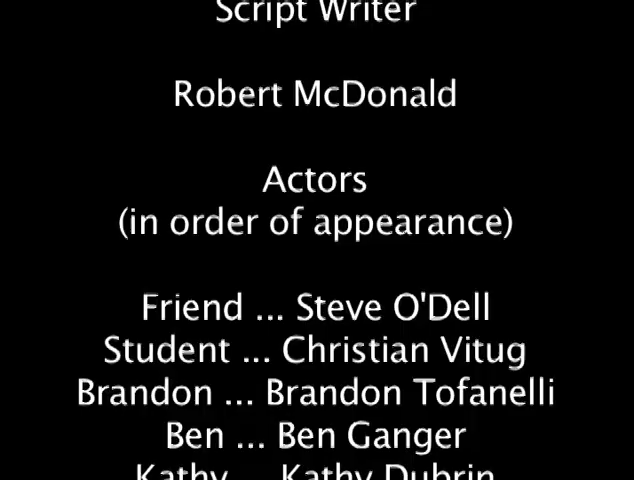 Script Writer
Robert McDonald
Actors
(in order of appearance)
Friend ... Steve O'Dell
Student ... Christian Vitug
Brandon ... Brandon Tofanelli
Ben ... Ben Ganger
Kathy ... Kathy Dubrin